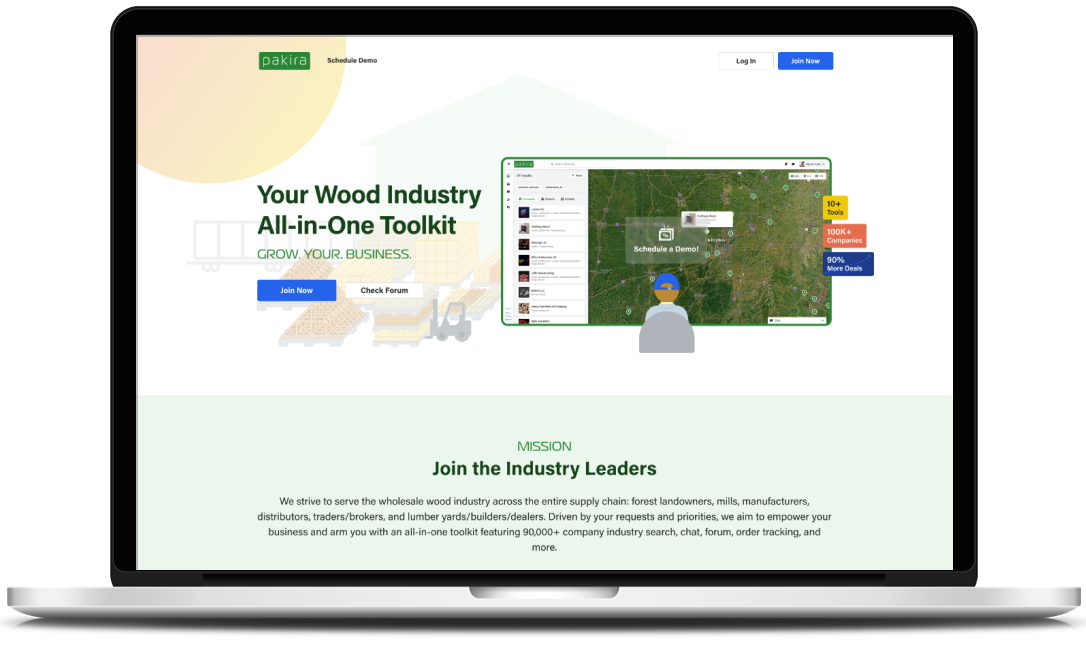 pakira
Schedule Demo
Log In
Join Now
Your Wood Industry
All-in-One Toolkit
GROW. YOUR. BUSINESS.
Join Now
Check Forum
pakira
My Account
Schedule a Demo!
Chat
10+
Tools
100K+
Companies
90%
More Deals
MISSION
Join the Industry Leaders
We strive to serve the wholesale wood industry across the entire supply chain: forest landowners, mills, manufacturers,
distributors, traders/brokers, and lumber yards/builders/dealers. Driven by your requests and priorities, we aim to empower your
business and arm you with an all-in-one toolkit featuring 90,000+ company industry search, chat, forum, order tracking, and
more.